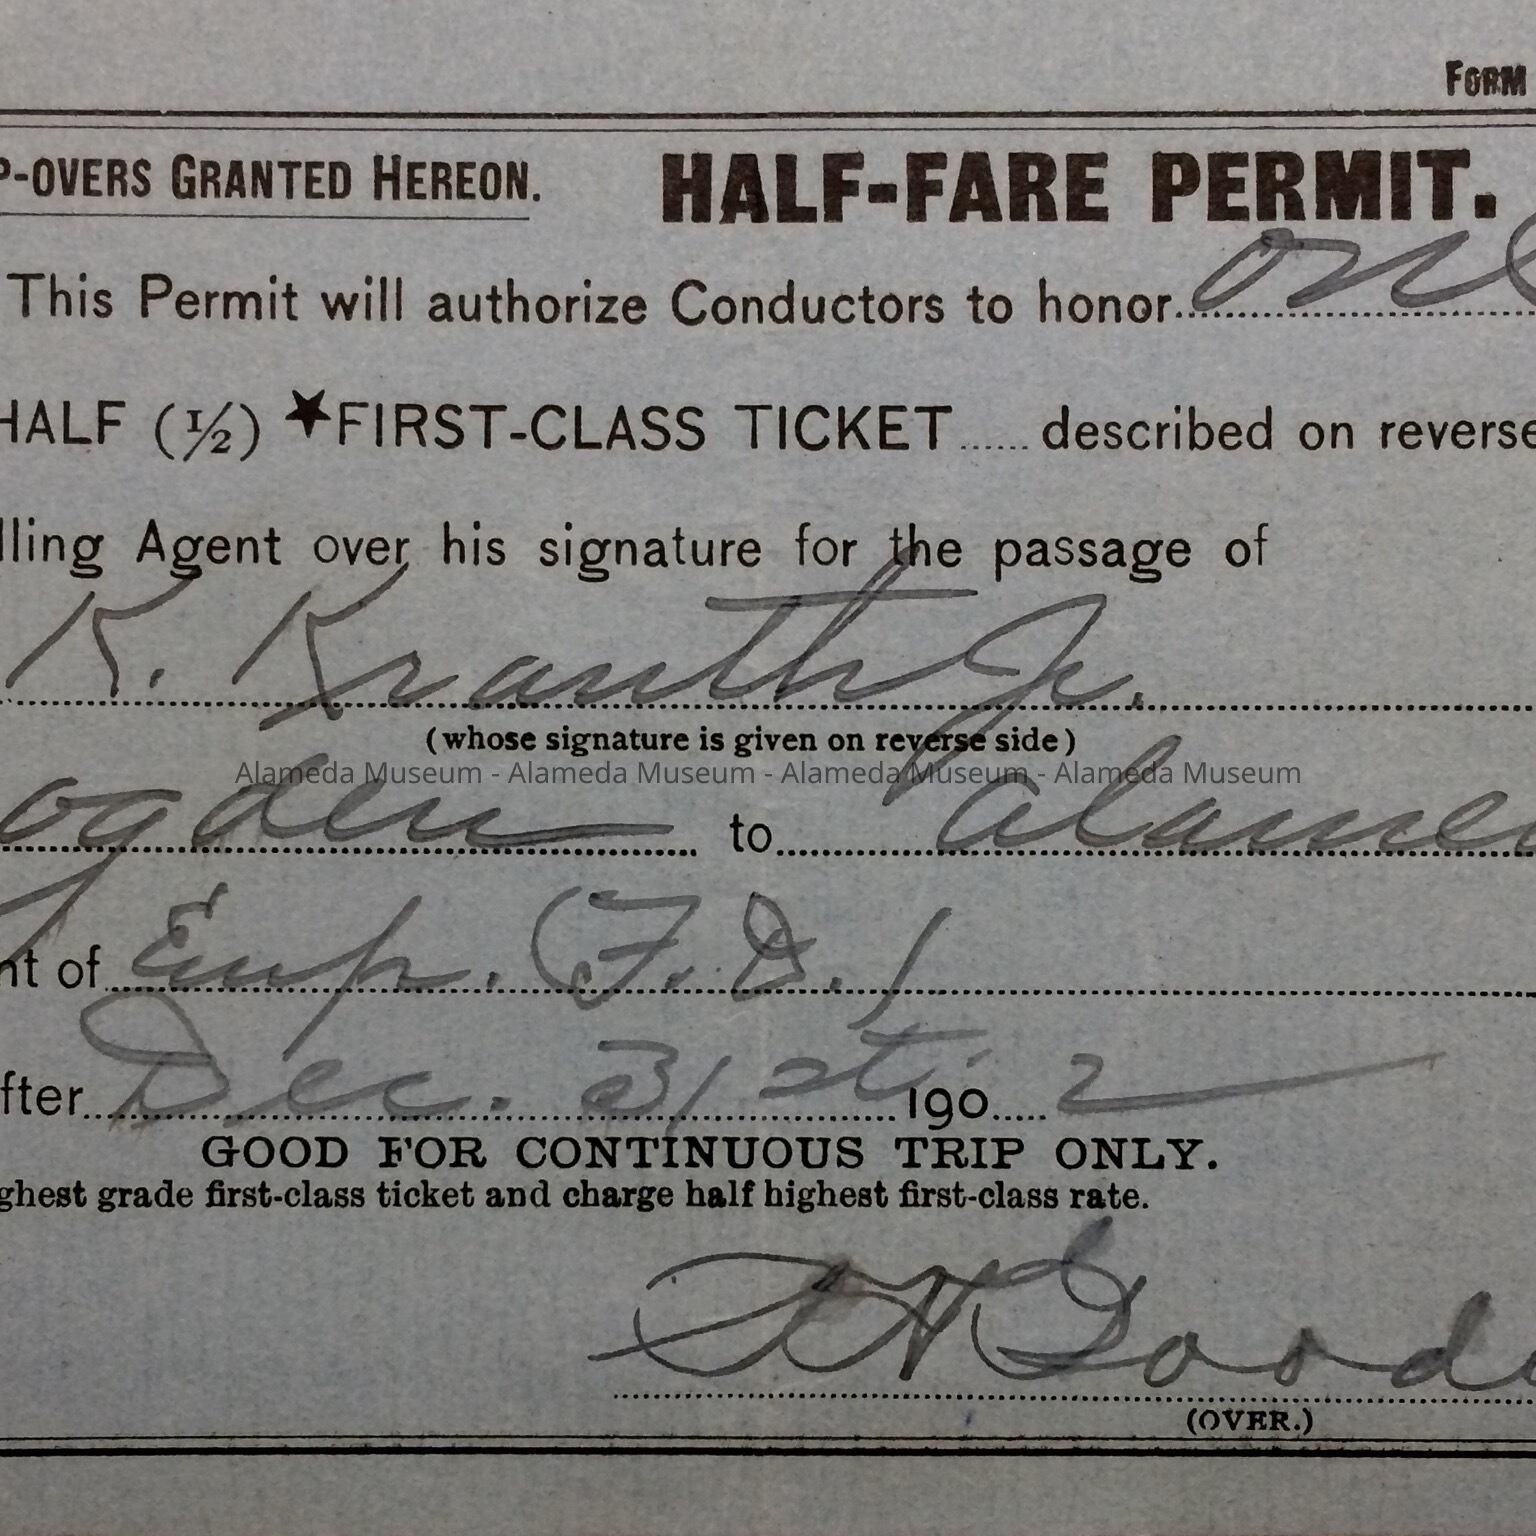 FORM
P-OVERS GRANTED HEREON. HALF-FARE PERMIT.
This Permit will authorize Conductors to honor one
HALF (1/2) ★FIRST-CLASS TICKET...... described on reverse
lling Agent over his signature for the passage of
K. Krauth Jr.
(whose signature is given on reverse side)
Alameda Museum - Alameda Museum - Alameda Museum - Alameda Museum
Ogden to Alamed
nt of Emp. (F. D.)
fter Dec. 31st 1902
GOOD FOR CONTINUOUS TRIP ONLY.
ghest grade first-class ticket and charge half highest first-class rate.
Good
(OVER.)